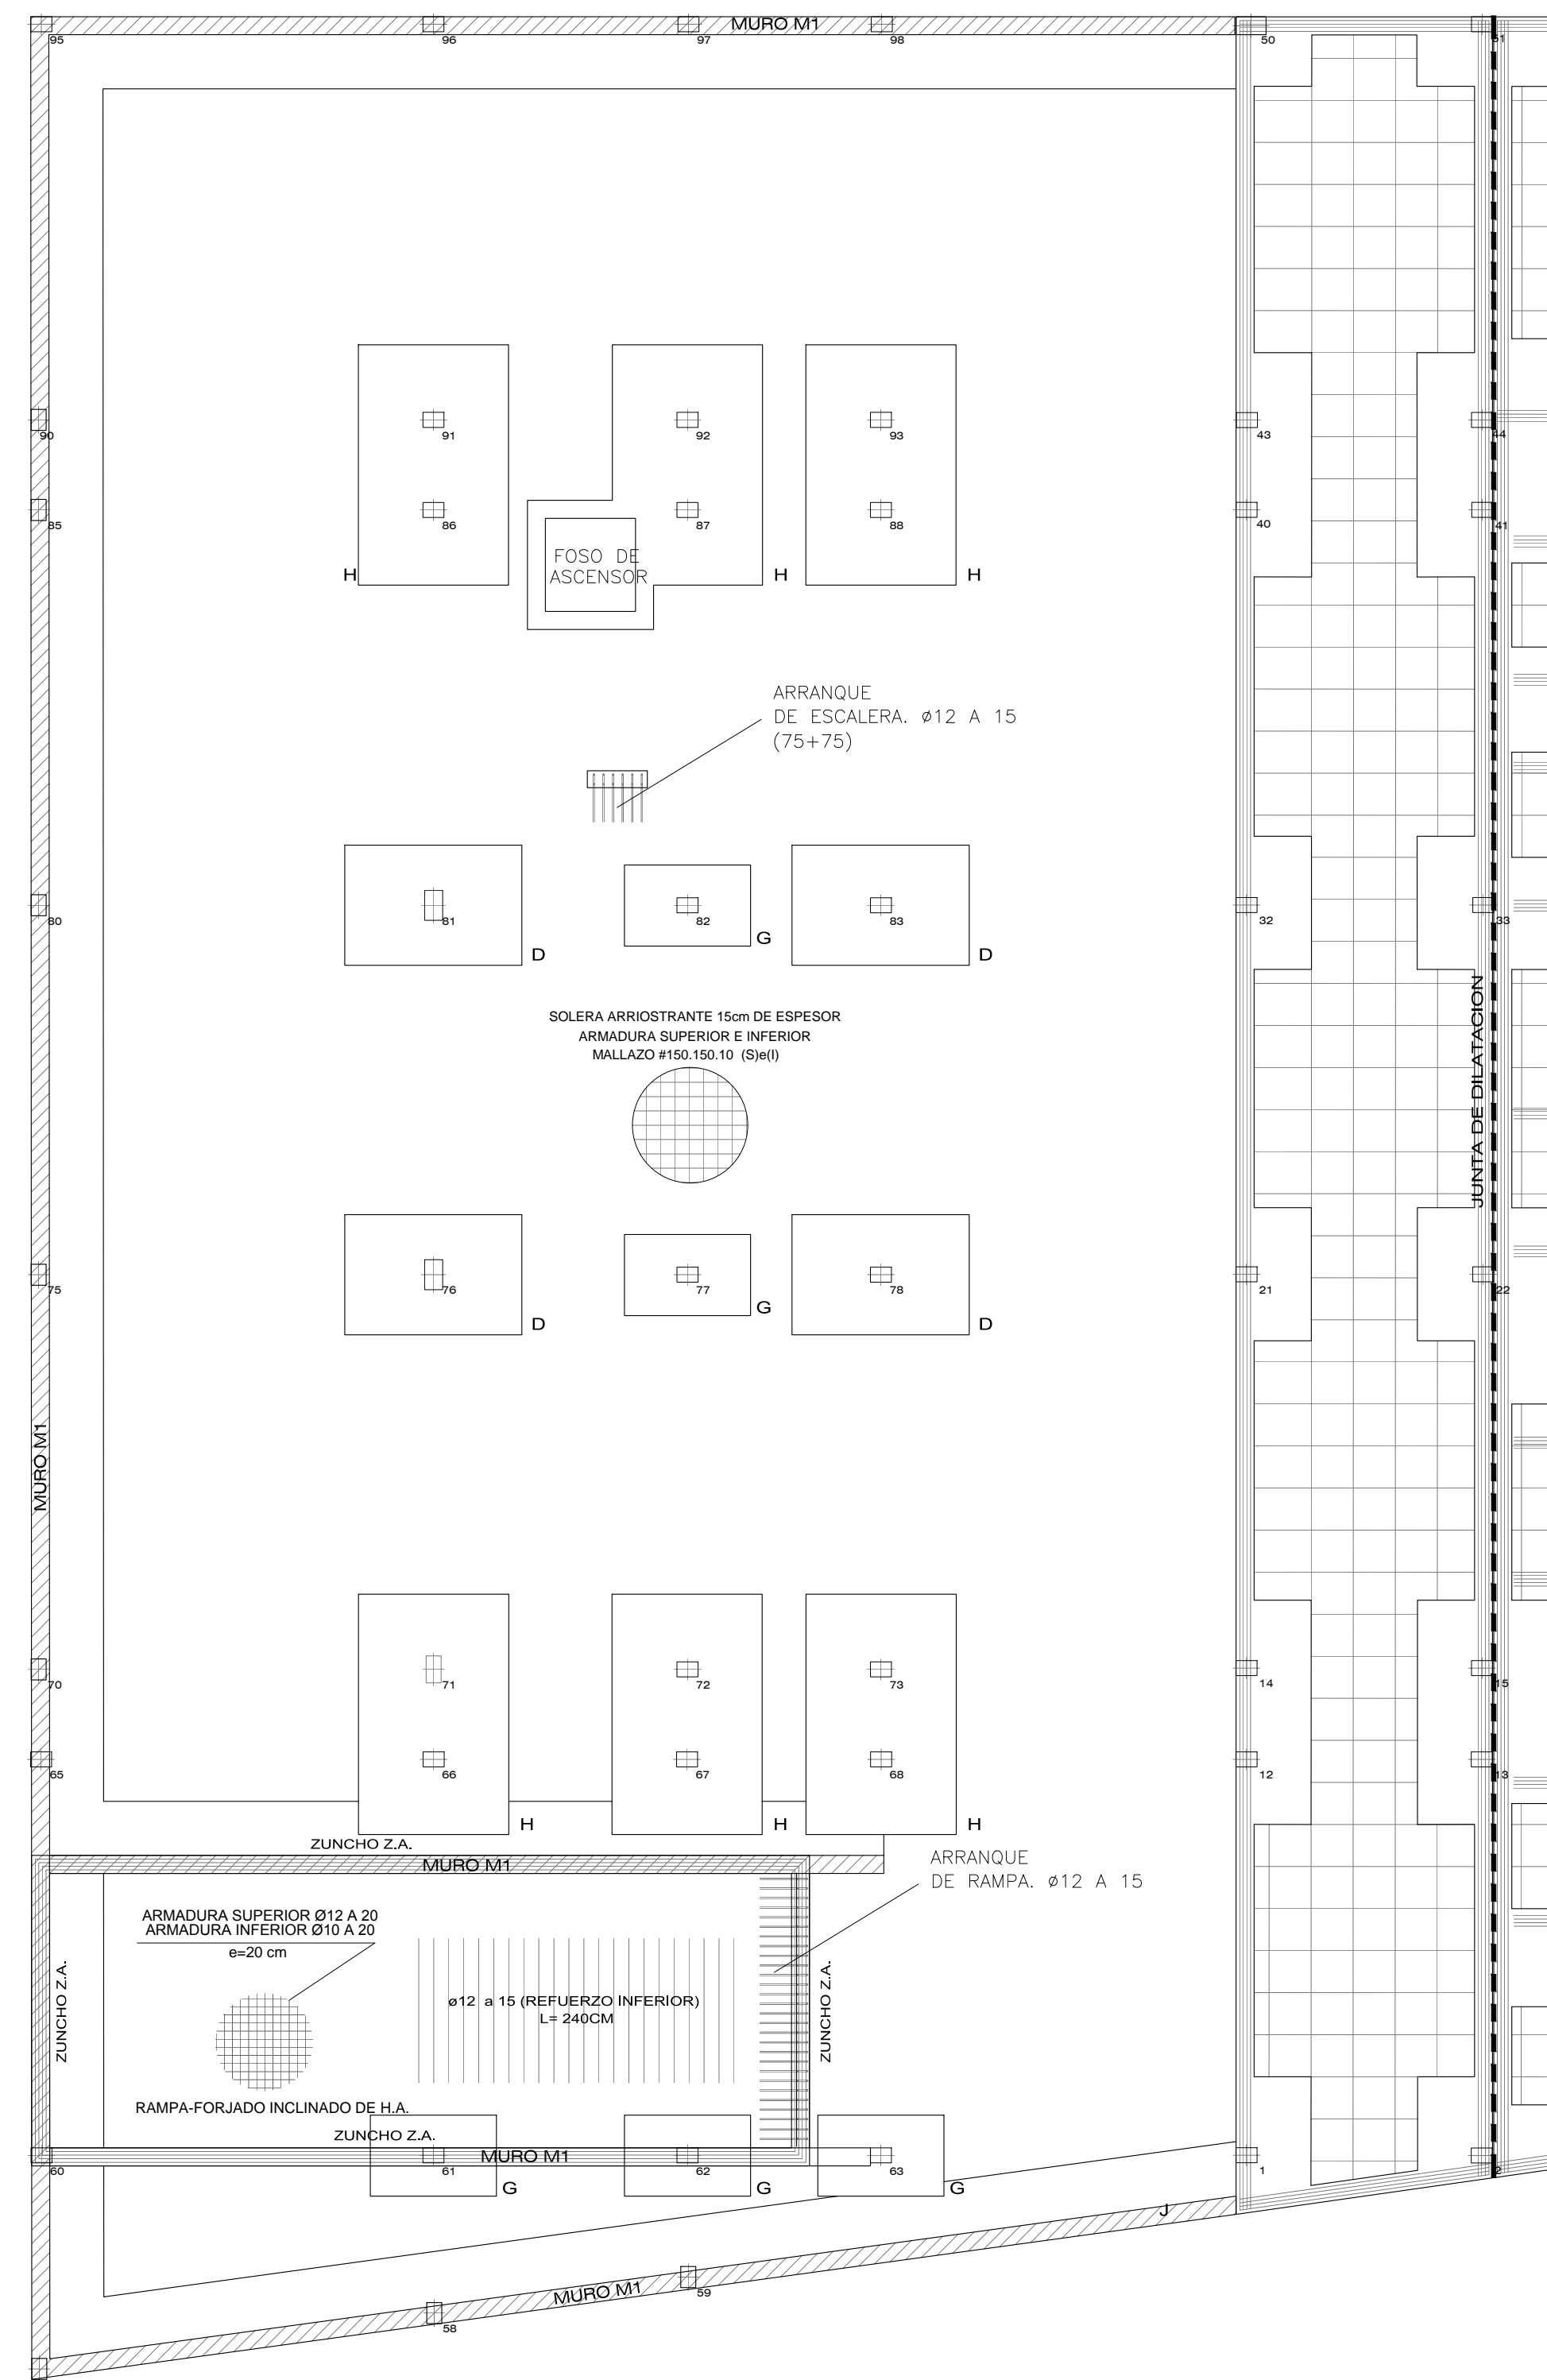 MURO M1
95
96
97
98
50
51
90
91
92
93
43
44
85
86
87
88
40
41
FOSO DE
ASCENSOR
H
H
H
ARRANQUE
DE ESCALERA. ø12 A 15
(75+75)
80
81
82
83
32
33
D
G
D
SOLERA ARRIOSTRANTE 15cm DE ESPESOR
ARMADURA SUPERIOR E INFERIOR
MALLAZO #150.150.10 (S)e(I)
JUNTA DE DILATACION
75
76
77
78
21
22
D
G
D
MURO M1
70
71
72
73
14
15
65
66
67
68
12
13
H
H
H
ZUNCHO Z.A.
MURO M1
ARRANQUE
DE RAMPA. ø12 A 15
ARMADURA SUPERIOR Ø12 A 20
ARMADURA INFERIOR Ø10 A 20
e=20 cm
ZUNCHO Z.A.
ø12 a 15 (REFUERZO INFERIOR)
L= 240CM
ZUNCHO Z.A.
RAMPA-FORJADO INCLINADO DE H.A.
ZUNCHO Z.A.
MURO M1
60
61
62
63
1
2
G
G
G
J
MURO M1
59
58